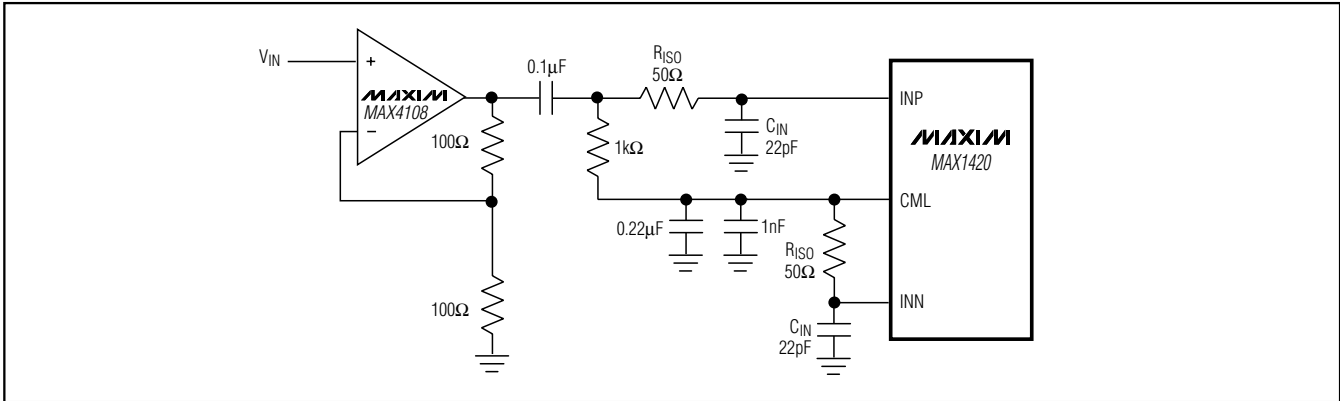 V_IN
+
MAXIM
MAX4108
−
100Ω
100Ω
0.1µF
R_ISO
50Ω
1kΩ
C_IN
22pF
0.22µF
1nF
R_ISO
50Ω
C_IN
22pF
INP
MAXIM
MAX1420
CML
INN